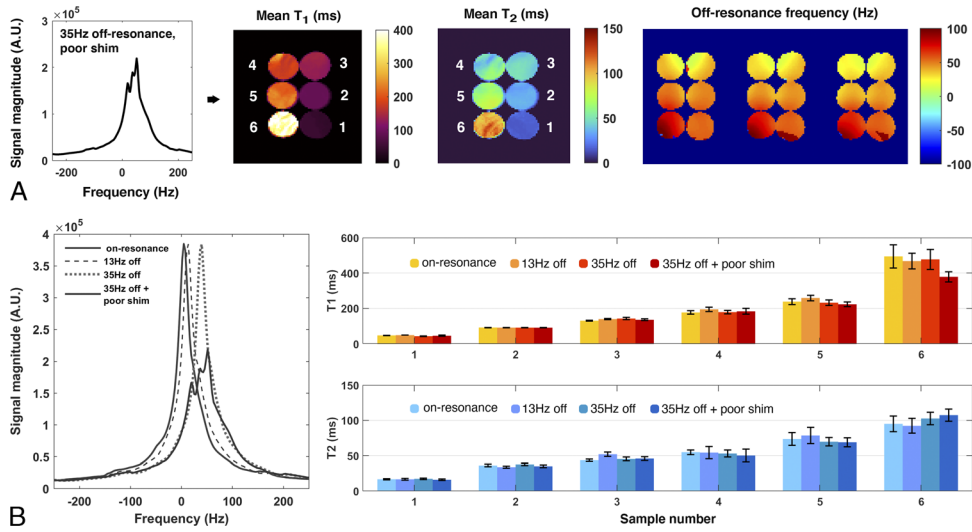 35Hz off-resonance,
poor shim
Signal magnitude (A.U.)
×10⁵
3
2
1
0
-200
0
200
Frequency (Hz)
A
Mean T₁ (ms)
4 3
5 2
6 1
400
300
200
100
0
Mean T₂ (ms)
4 3
5 2
6 1
150
100
50
0
Off-resonance frequency (Hz)
100
50
0
-50
-100
×10⁵
4
3.5
3
2.5
2
1.5
1
0.5
0
Signal magnitude (A.U.)
on-resonance
13Hz off
35Hz off
35Hz off +
poor shim
-200 -100 0 100 200
Frequency (Hz)
B
600
400
200
0
T1 (ms)
on-resonance 13Hz off 35Hz off 35Hz off + poor shim
1 2 3 4 5 6
150
100
50
0
T2 (ms)
on-resonance 13Hz off 35Hz off 35Hz off + poor shim
1 2 3 4 5 6
Sample number